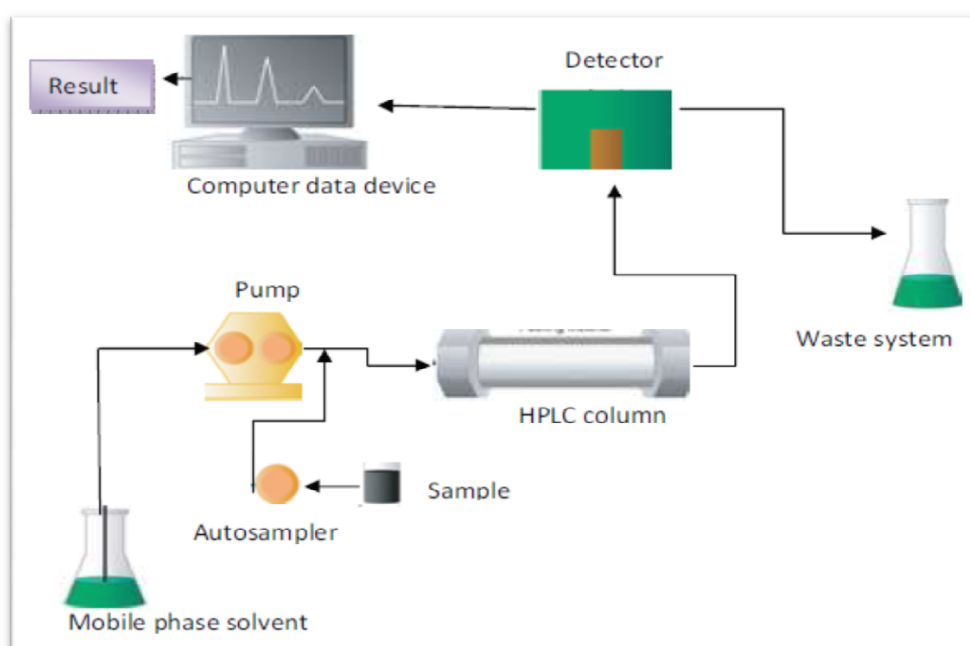 Result
Detector
Computer data device
Pump
Waste system
HPLC column
Sample
Autosampler
Mobile phase solvent